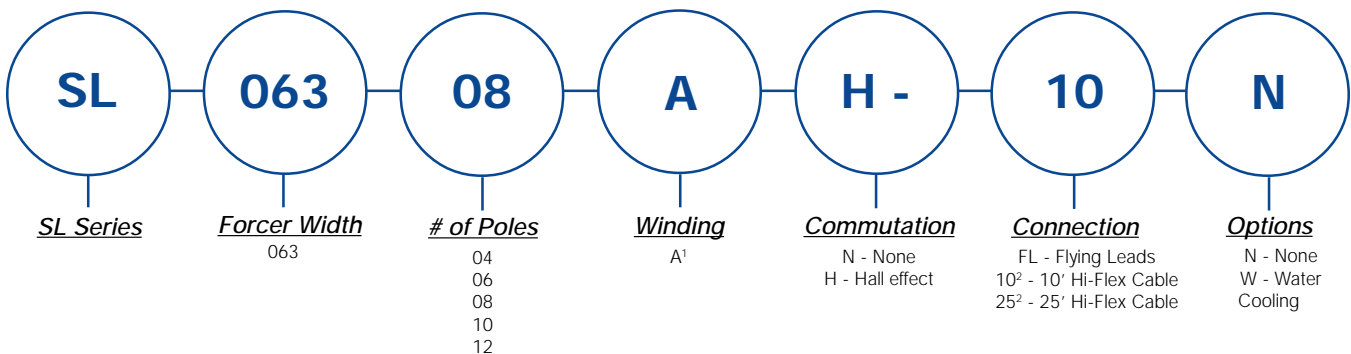 SL 063 08 A H - 10 N
SL Series
Forcer Width
063
# of Poles
04
06
08
10
12
Winding
A¹
Commutation
N - None
H - Hall effect
Connection
FL - Flying Leads
10² - 10' Hi-Flex Cable
25² - 25' Hi-Flex Cable
Options
N - None
W - Water
Cooling